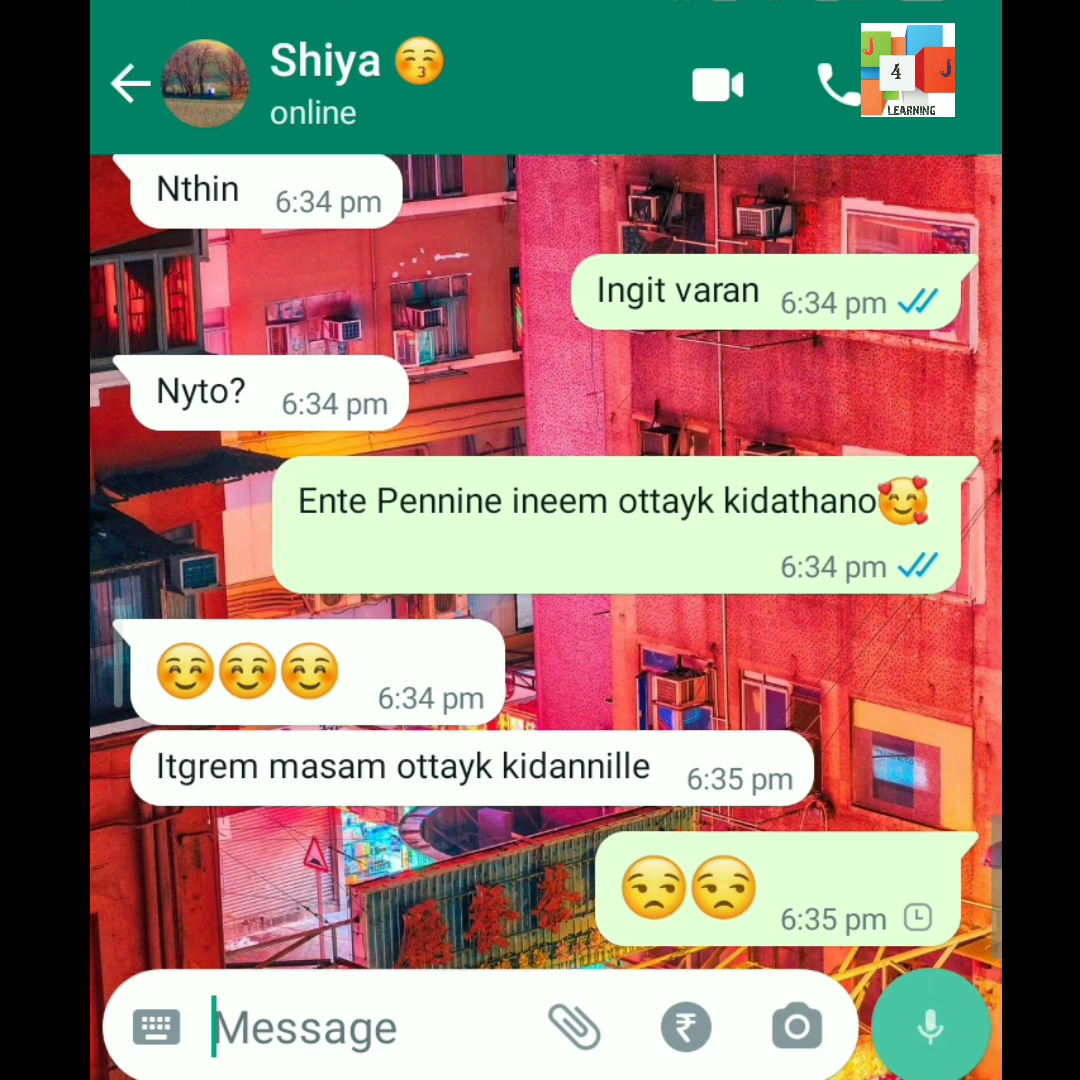 Shiya 😚
online
J
4
J
LEARNING
Nthin 6:34 pm
Ingit varan 6:34 pm
Nyto? 6:34 pm
Ente Pennine ineem ottayk kidathano🥰
6:34 pm
☺️☺️☺️ 6:34 pm
Itgrem masam ottayk kidannille 6:35 pm
😒😒 6:35 pm
Message